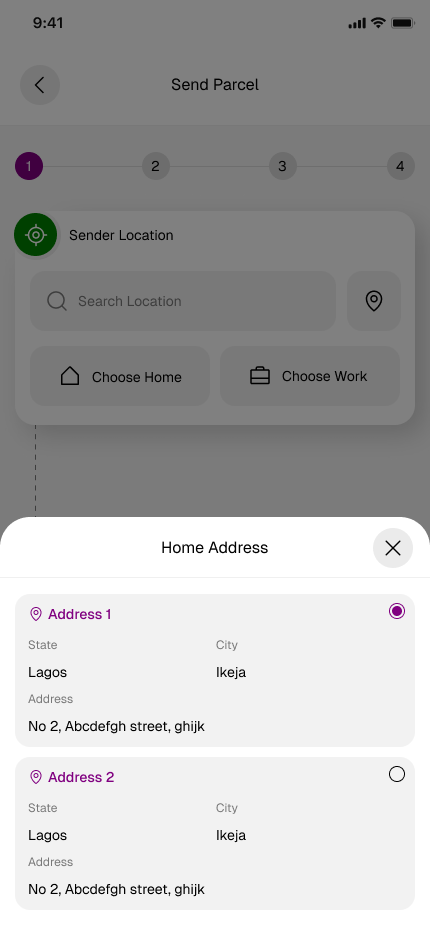 9:41
Send Parcel
1 2 3 4
Sender Location
Search Location
Choose Home Choose Work
Home Address
Address 1
State City
Lagos Ikeja
Address
No 2, Abcdefgh street, ghijk
Address 2
State City
Lagos Ikeja
Address
No 2, Abcdefgh street, ghijk